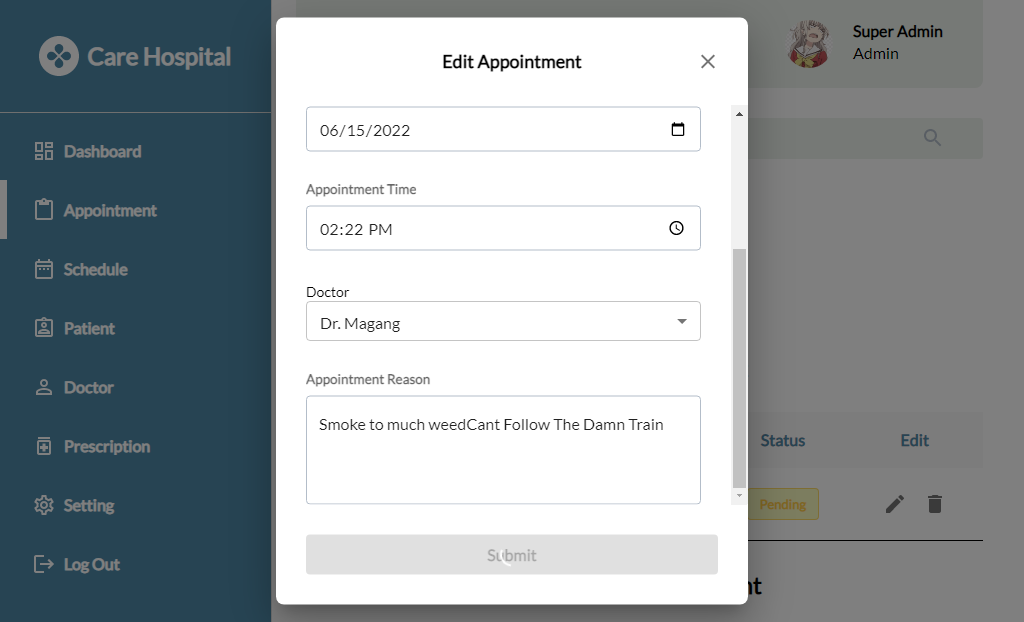 Care Hospital
Dashboard
Appointment
Schedule
Patient
Doctor
Prescription
Setting
Log Out
Edit Appointment
06/15/2022
Appointment Time
02:22 PM
Doctor
Dr. Magang
Appointment Reason
Smoke to much weedCant Follow The Damn Train
Submit
Super Admin
Admin
Status
Edit
Pending